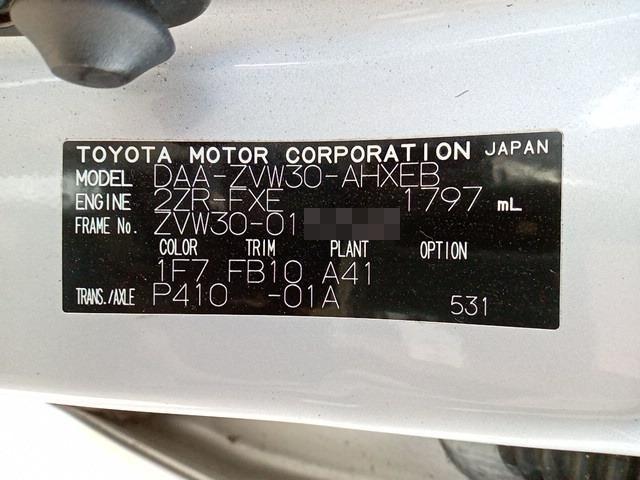 TOYOTA MOTOR CORPORATION JAPAN
MODEL DAA-ZVW30-AHXEB
ENGINE 2ZR-FXE 1797 mL
FRAME No. ZVW30-01
COLOR TRIM PLANT OPTION
1F7 FB10 A41
TRANS./AXLE P410 -01A 531